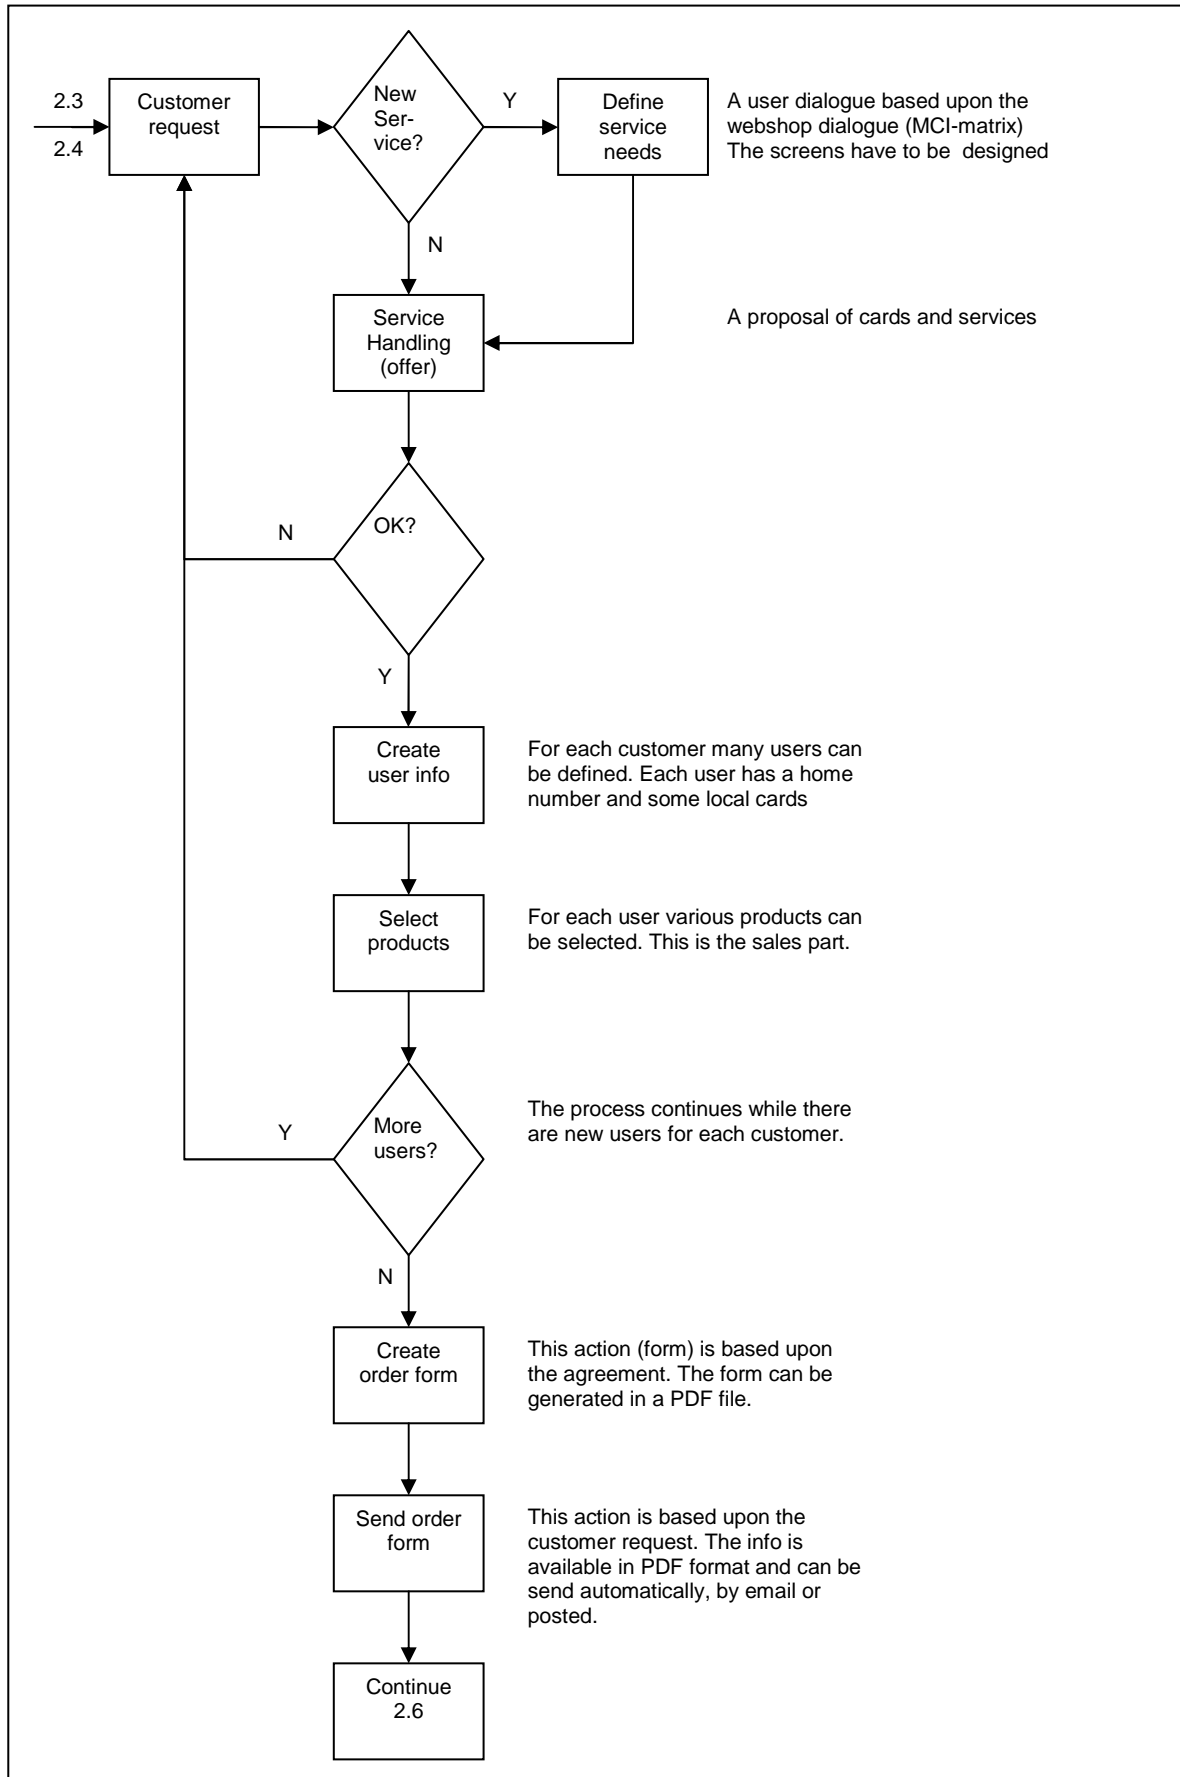 2.3
2.4
Customer
request
New
Ser-
vice?
Y
Define
service
needs
A user dialogue based upon the
webshop dialogue (MCI-matrix)
The screens have to be  designed
N
Service
Handling
(offer)
A proposal of cards and services
OK?
N
Y
Create
user info
For each customer many users can
be defined. Each user has a home
number and some local cards
Select
products
For each user various products can
be selected. This is the sales part.
More
users?
Y
The process continues while there
are new users for each customer.
N
Create
order form
This action (form) is based upon
the agreement. The form can be
generated in a PDF file.
Send order
form
This action is based upon the
customer request. The info is
available in PDF format and can be
send automatically, by email or
posted.
Continue
2.6